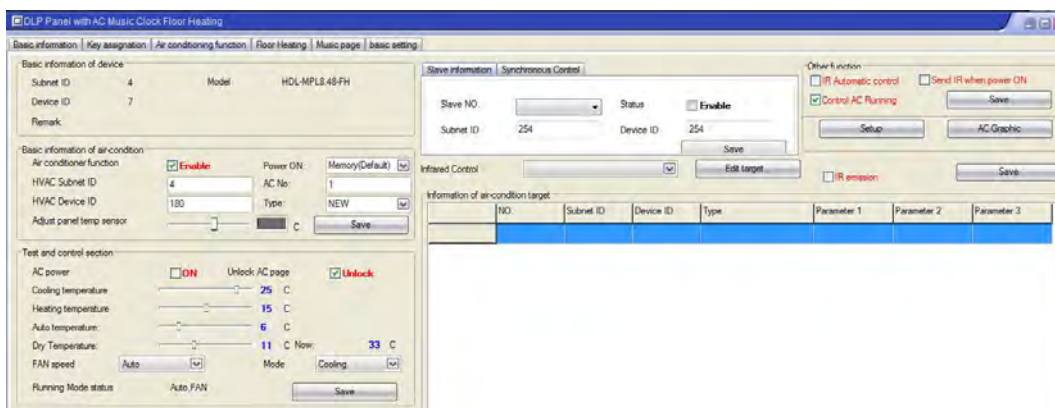 DLP Panel with AC Music Clock Floor Heating
Basic information Key assignation Air conditioning function Floor Heating Music page basic setting
Basic information of device
Subnet ID 4 Model HDL-MPL8.48-FH
Device ID 7
Remark
Basic information of air-condition
Air conditioner function Enable Power ON: Memory(Default)
HVAC Subnet ID 4 AC No: 1
HVAC Device ID 180 Type: NEW
Adjust panel temp sensor C Save
Test and control section
AC power ON Unlock AC page Unlock
Cooling temperature 25 C
Heating temperature 15 C
Auto temperature: 6 C
Dry Temperature: 11 C Now: 33 C
FAN speed Auto Mode Cooling
Running Mode status Auto,FAN Save
Slave information Synchronous Control
Slave NO. Status Enable
Subnet ID 254 Device ID 254
Save
Infrared Control Edit target...
Information of air-condition target
NO. Subnet ID Device ID Type Parameter 1 Parameter 2 Parameter 3
Other function
IR Automatic control Send IR when power ON
Control AC Running Save
Setup AC Graphic
IR emission Save